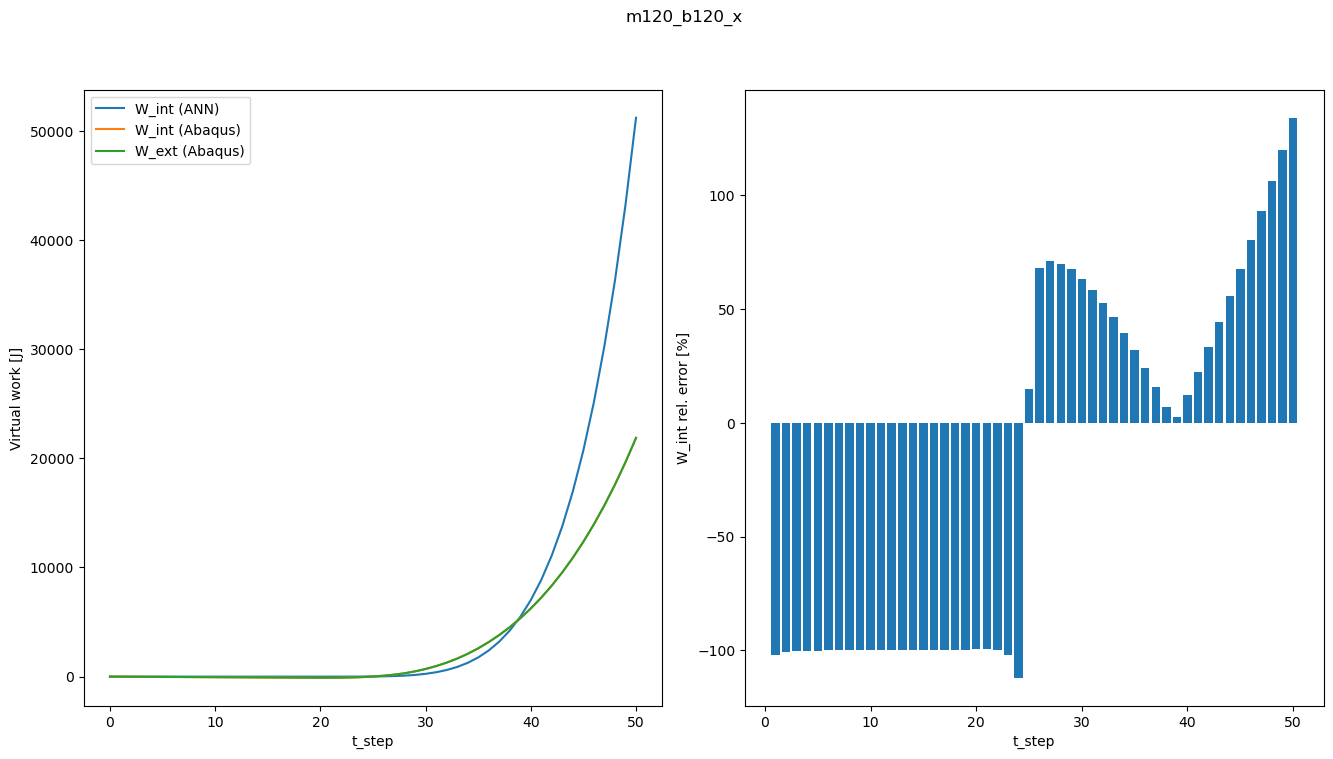 m120_b120_x
W_int (ANN)
W_int (Abaqus)
W_ext (Abaqus)
Virtual work [J]
50000
40000
30000
20000
10000
0
0 10 20 30 40 50
t_step
W_int rel. error [%]
100
50
0
−50
−100
0 10 20 30 40 50
t_step